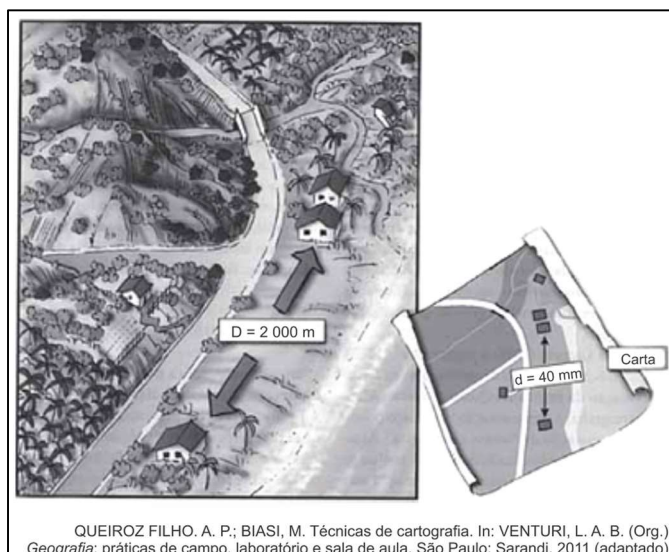 D = 2 000 m
Carta
d = 40 mm
QUEIROZ FILHO. A. P.; BIASI, M. Técnicas de cartografia. In: VENTURI, L. A. B. (Org.)
Geografia: práticas de campo, laboratório e sala de aula. São Paulo: Sarandi, 2011 (adaptado)